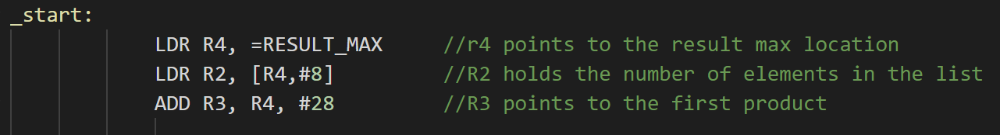 _start:
LDR R4, =RESULT_MAX //r4 points to the result max location
LDR R2, [R4,#8] //R2 holds the number of elements in the list
ADD R3, R4, #28 //R3 points to the first product